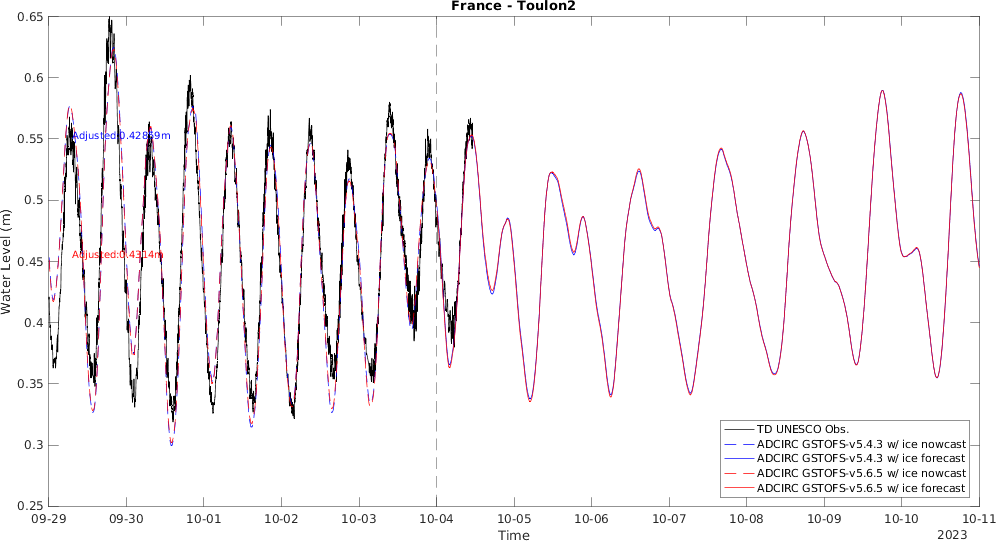 France - Toulon2
0.65
0.6
0.55
0.5
0.45
0.4
0.35
0.3
0.25
Water Level (m)
Adjusted:0.42869m
Adjusted:0.4314m
TD UNESCO Obs.
ADCIRC GSTOFS-v5.4.3 w/ ice nowcast
ADCIRC GSTOFS-v5.4.3 w/ ice forecast
ADCIRC GSTOFS-v5.6.5 w/ ice nowcast
ADCIRC GSTOFS-v5.6.5 w/ ice forecast
09-29 09-30 10-01 10-02 10-03 10-04 10-05 10-06 10-07 10-08 10-09 10-10 10-11
Time
2023